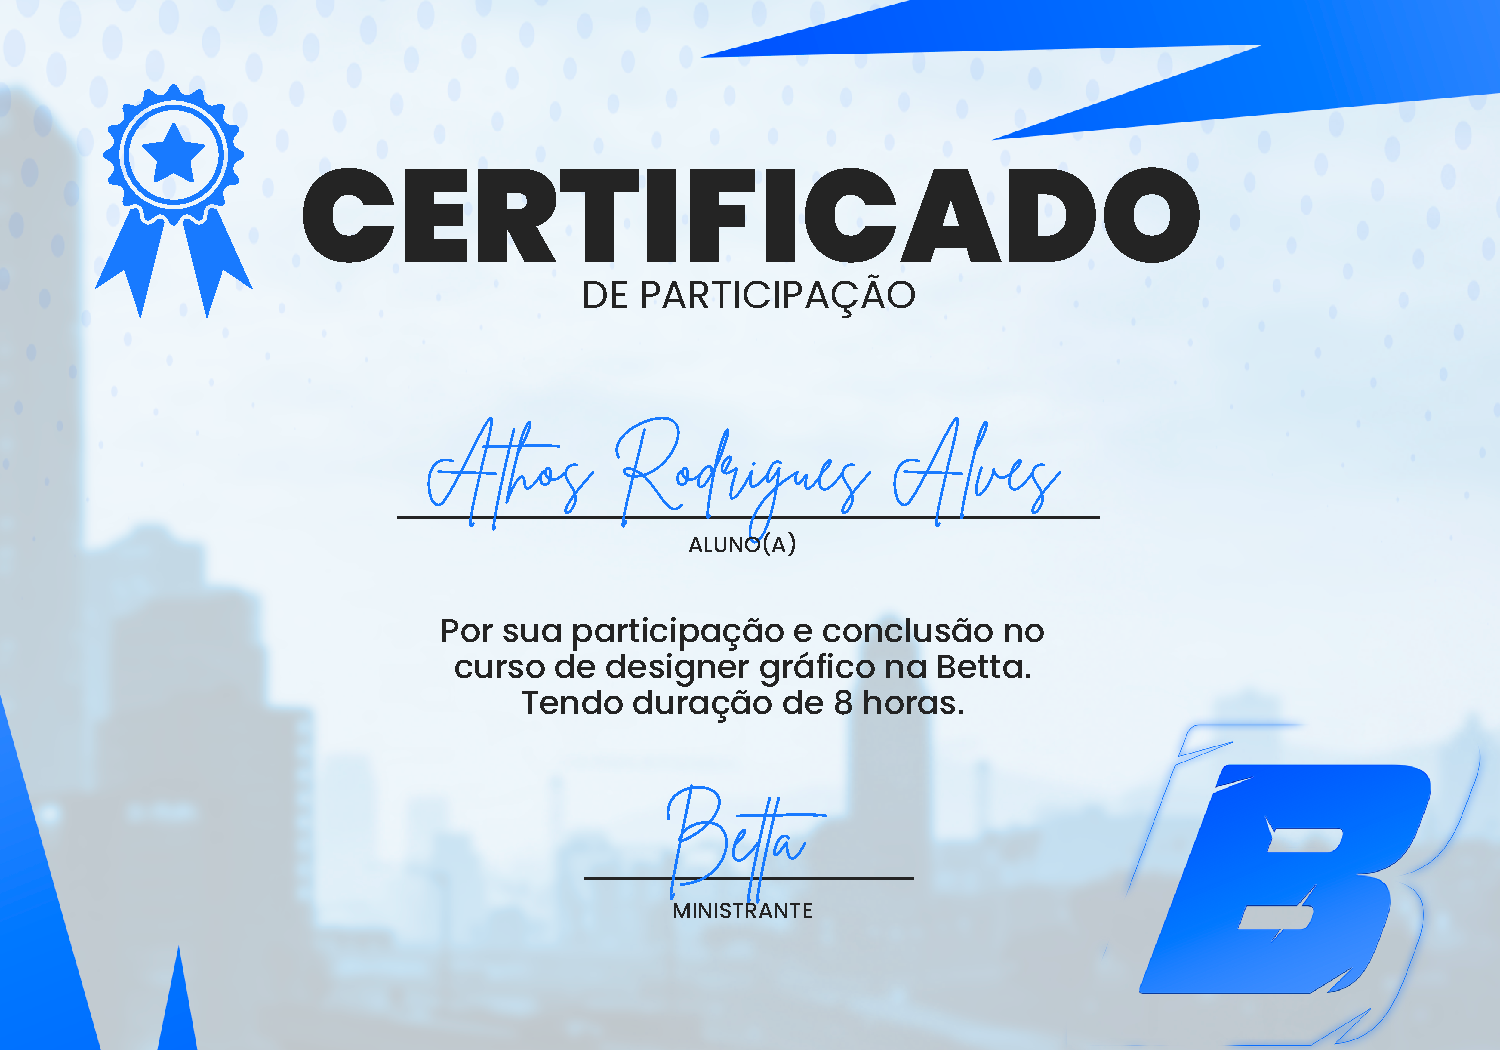 CERTIFICADO
DE PARTICIPAÇÃO
Athos Rodrigues Alves
ALUNO(A)
Por sua participação e conclusão no
curso de designer gráfico na Betta.
Tendo duração de 8 horas.
Betta
MINISTRANTE
B